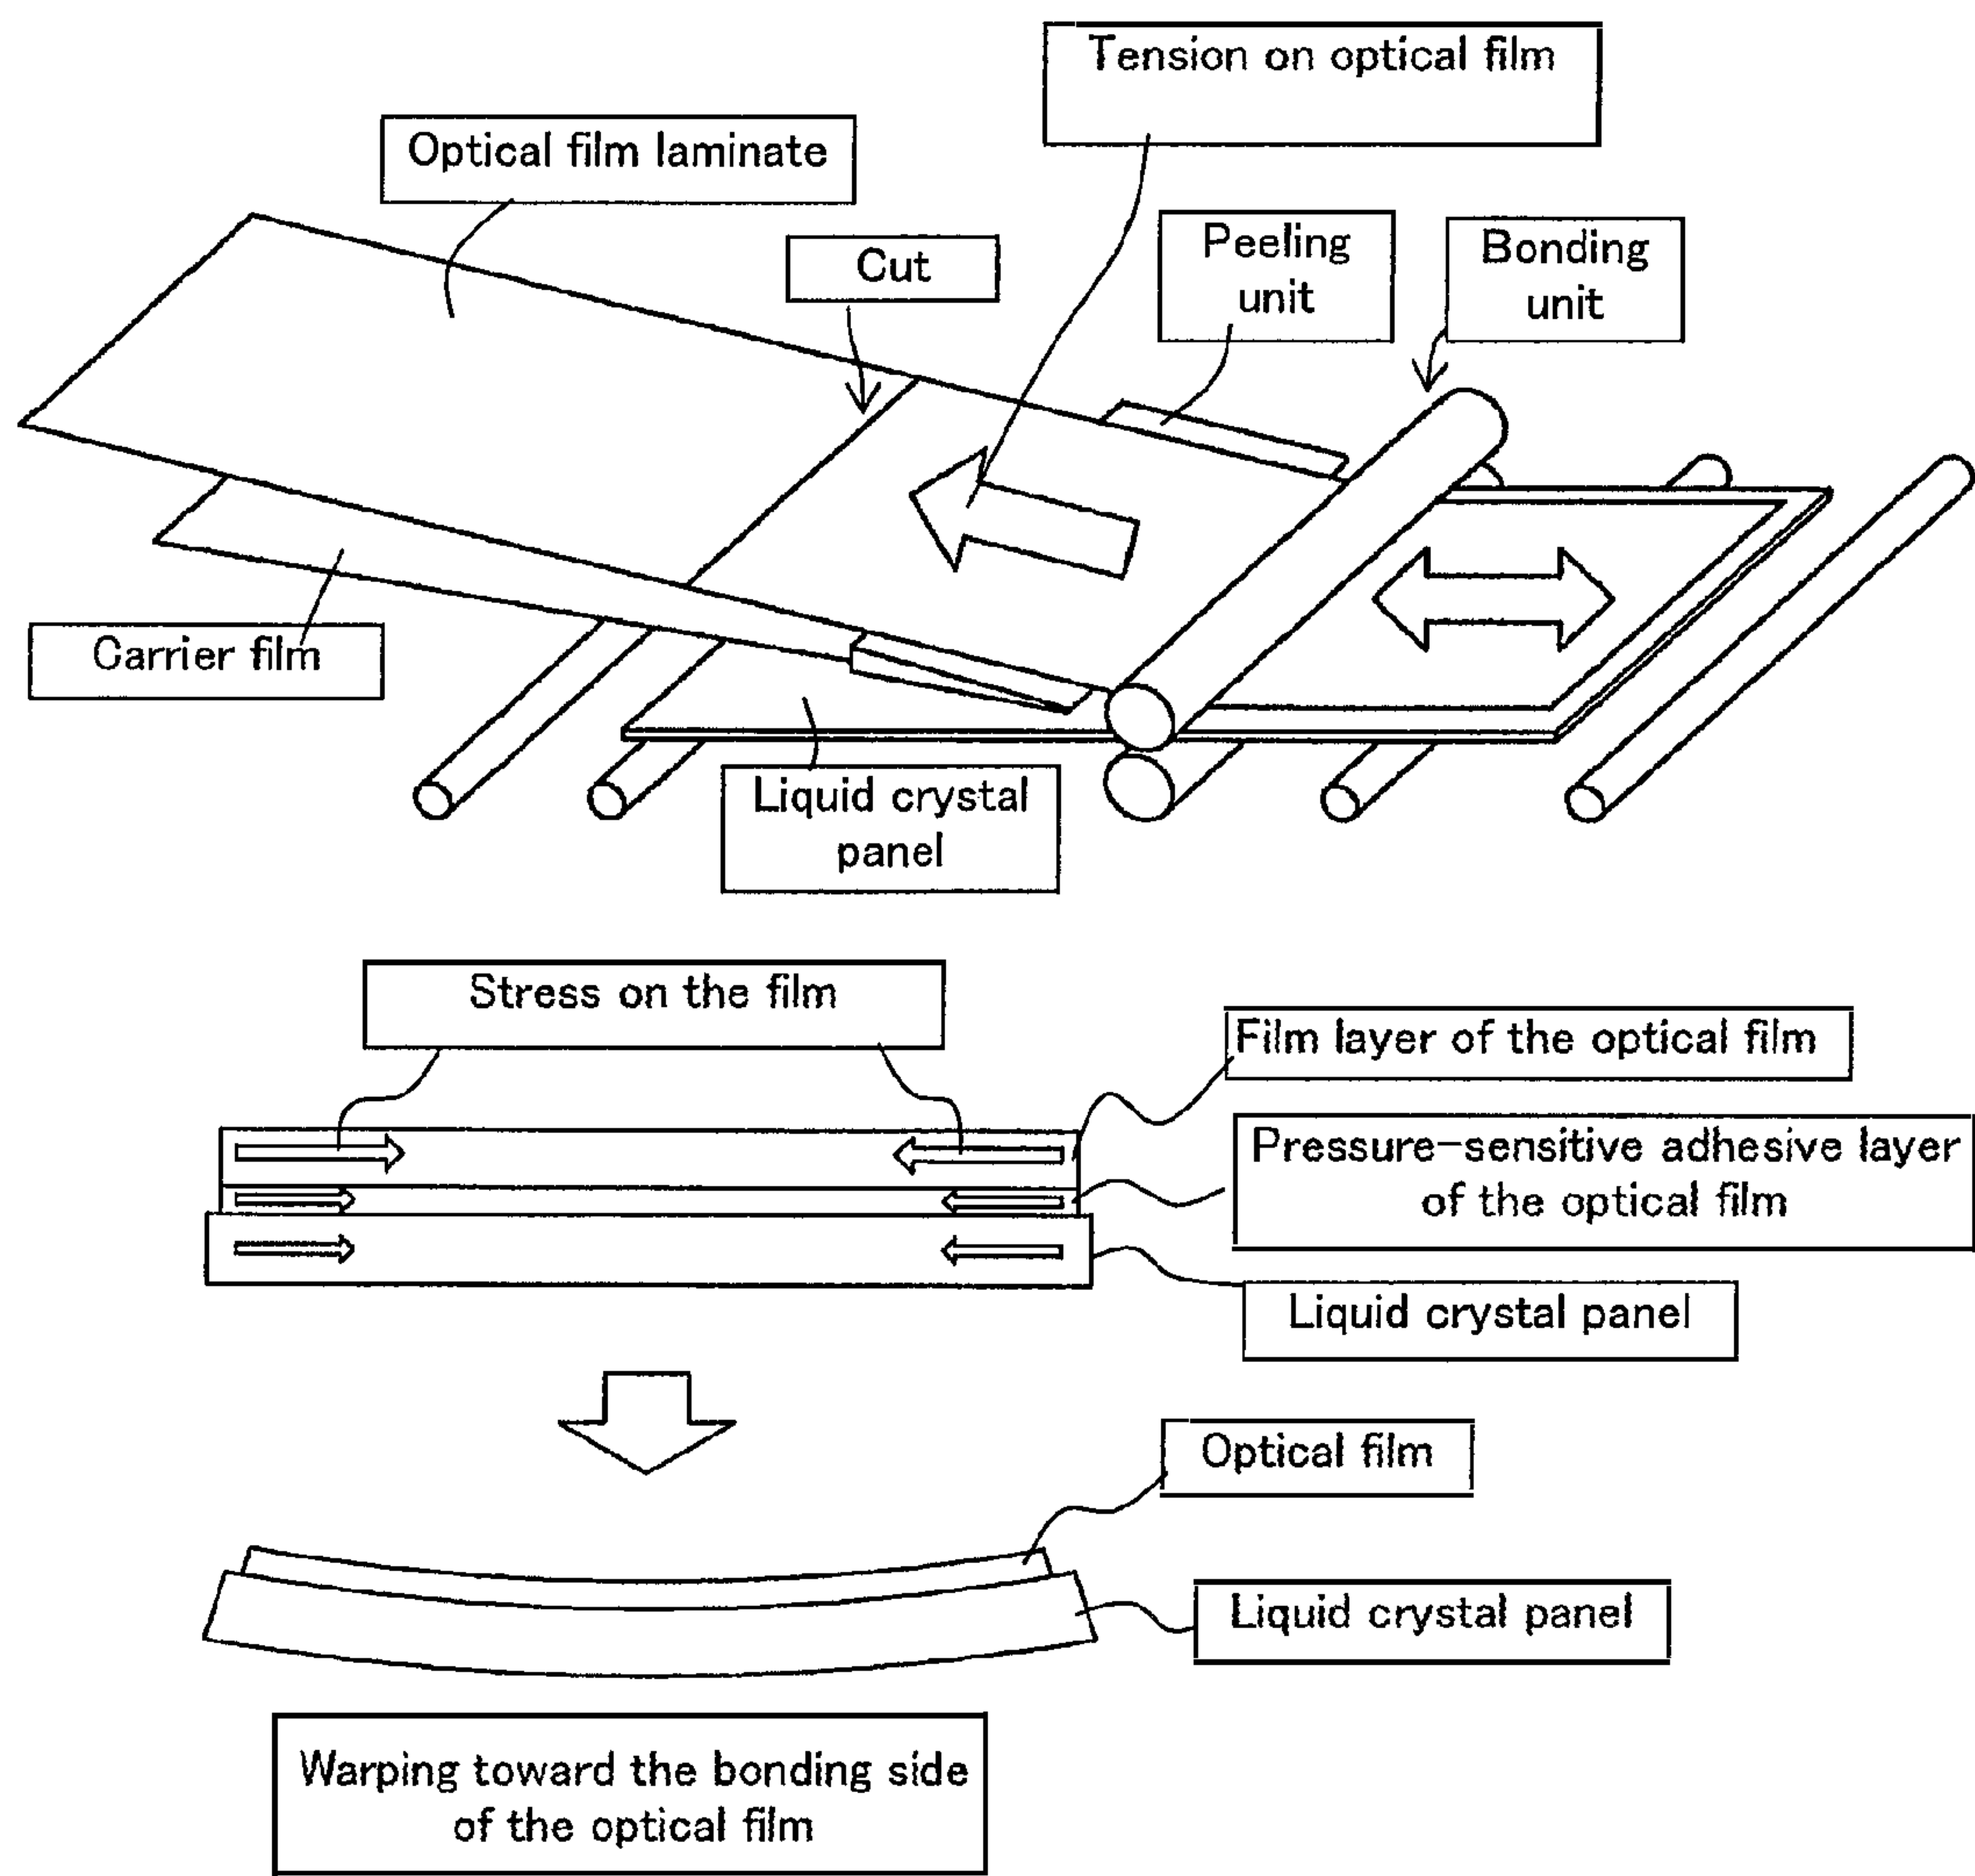 Tension on optical film
Optical film laminate
Cut
Peeling
unit
Bonding
unit
Carrier film
Liquid crystal
panel
Stress on the film
Film layer of the optical film
Pressure-sensitive adhesive layer
of the optical film
Liquid crystal panel
Optical film
Liquid crystal panel
Warping toward the bonding side
of the optical film